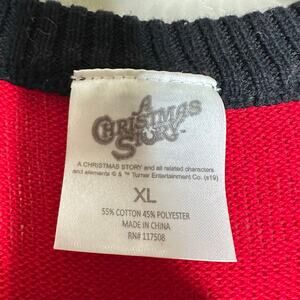 A
CHRISTMAS
STORY
A CHRISTMAS STORY and all related characters
and elements © & ™ Turner Entertainment Co. (s19)
XL
55% COTTON 45% POLYESTER
MADE IN CHINA
RN# 117508